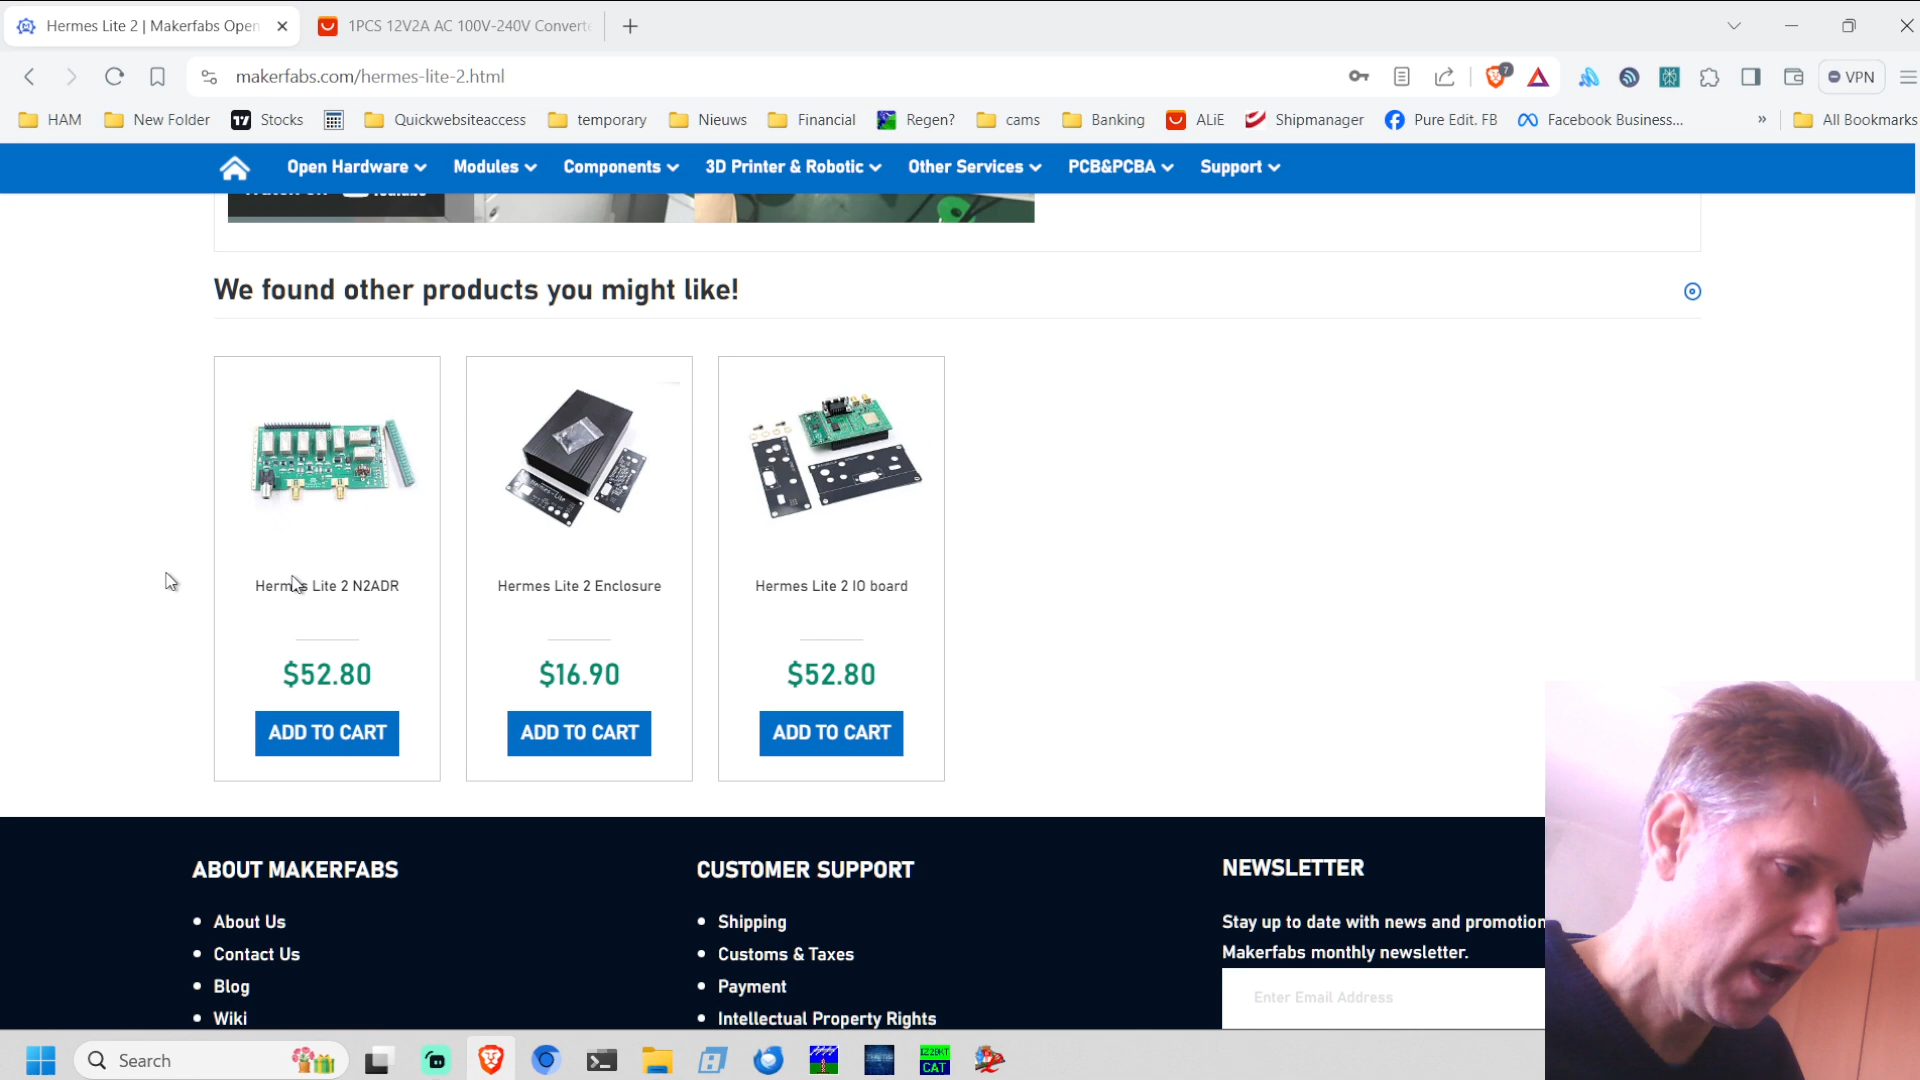 Hermes Lite 2 | Makerfabs Open
1PCS 12V2A AC 100V-240V Converte
makerfabs.com/hermes-lite-2.html
7
VPN
HAM
New Folder
Stocks
Quickwebsiteaccess
temporary
Nieuws
Financial
Regen?
cams
Banking
ALiE
Shipmanager
Pure Edit. FB
Facebook Business...
»
All Bookmarks
Open Hardware
Modules
Components
3D Printer & Robotic
Other Services
PCB&PCBA
Support
We found other products you might like!
Hermes Lite 2 N2ADR
Hermes Lite 2 Enclosure
Hermes Lite 2 IO board
$52.80
$16.90
$52.80
ADD TO CART
ADD TO CART
ADD TO CART
ABOUT MAKERFABS
CUSTOMER SUPPORT
NEWSLETTER
About Us
Shipping
Stay up to date with news and promotion
Contact Us
Customs & Taxes
Makerfabs monthly newsletter.
Blog
Payment
Enter Email Address
Wiki
Intellectual Property Rights
Search
CAT